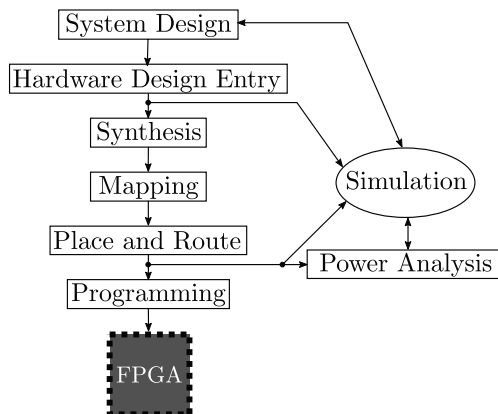 System Design
Hardware Design Entry
Synthesis
Mapping
Simulation
Place and Route
Power Analysis
Programming
FPGA